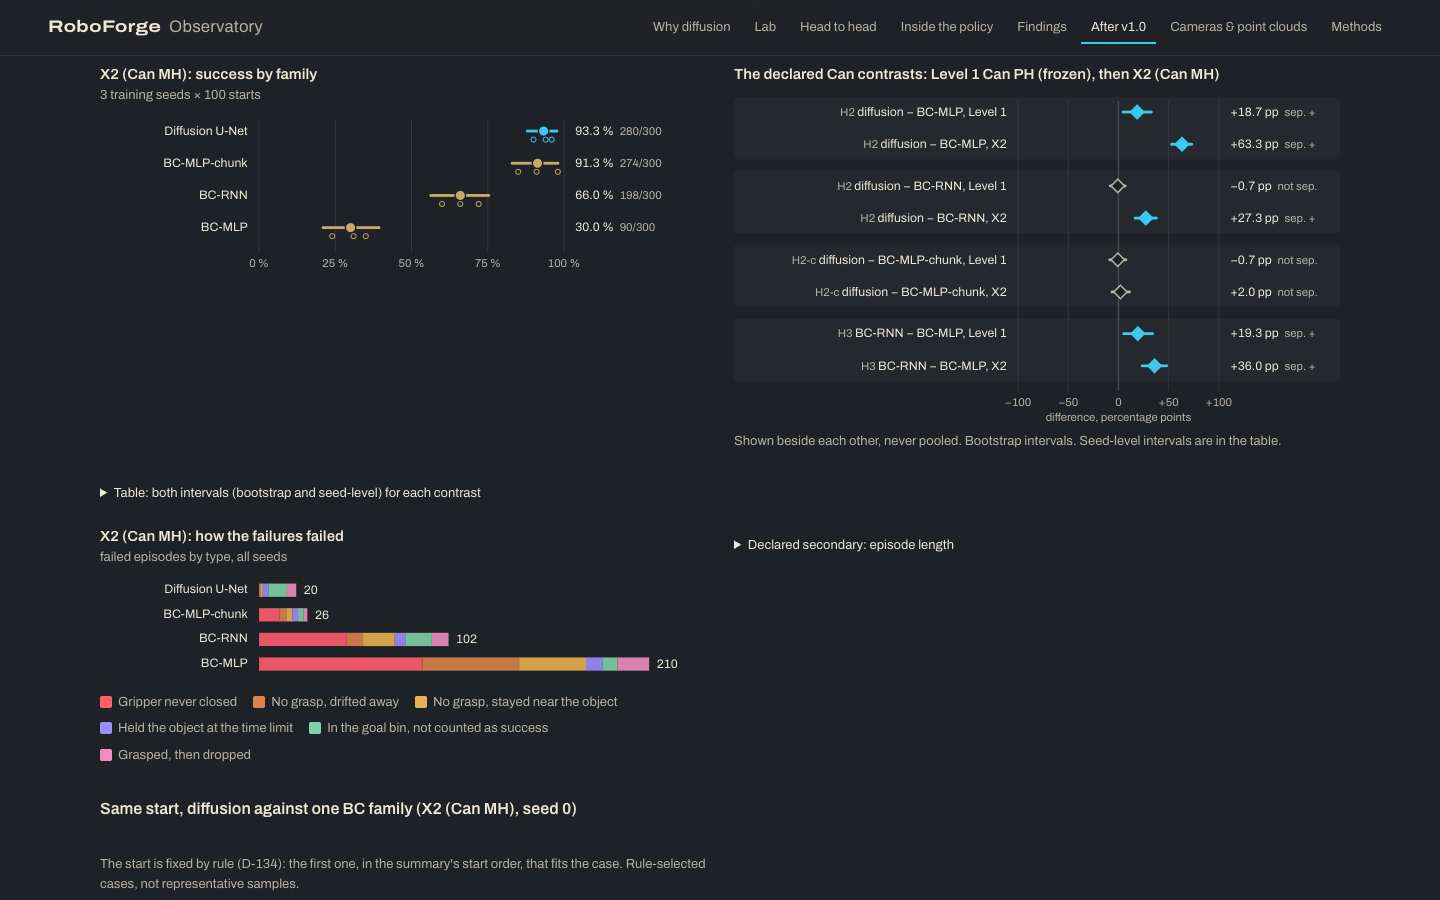 RoboForge Observatory
Why diffusion Lab Head to head Inside the policy Findings After v1.0 Cameras & point clouds Methods
X2 (Can MH): success by family
3 training seeds × 100 starts
Diffusion U-Net 93.3 % 280/300
BC-MLP-chunk 91.3 % 274/300
BC-RNN 66.0 % 198/300
BC-MLP 30.0 % 90/300
0 % 25 % 50 % 75 % 100 %
The declared Can contrasts: Level 1 Can PH (frozen), then X2 (Can MH)
H2 diffusion – BC-MLP, Level 1 +18.7 pp sep. +
H2 diffusion – BC-MLP, X2 +63.3 pp sep. +
H2 diffusion – BC-RNN, Level 1 −0.7 pp not sep.
H2 diffusion – BC-RNN, X2 +27.3 pp sep. +
H2-c diffusion – BC-MLP-chunk, Level 1 −0.7 pp not sep.
H2-c diffusion – BC-MLP-chunk, X2 +2.0 pp not sep.
H3 BC-RNN – BC-MLP, Level 1 +19.3 pp sep. +
H3 BC-RNN – BC-MLP, X2 +36.0 pp sep. +
−100 −50 0 +50 +100
difference, percentage points
Shown beside each other, never pooled. Bootstrap intervals. Seed-level intervals are in the table.
Table: both intervals (bootstrap and seed-level) for each contrast
X2 (Can MH): how the failures failed
failed episodes by type, all seeds
Diffusion U-Net 20
BC-MLP-chunk 26
BC-RNN 102
BC-MLP 210
Gripper never closed No grasp, drifted away No grasp, stayed near the object
Held the object at the time limit In the goal bin, not counted as success
Grasped, then dropped
Declared secondary: episode length
Same start, diffusion against one BC family (X2 (Can MH), seed 0)
The start is fixed by rule (D-134): the first one, in the summary's start order, that fits the case. Rule-selected
cases, not representative samples.